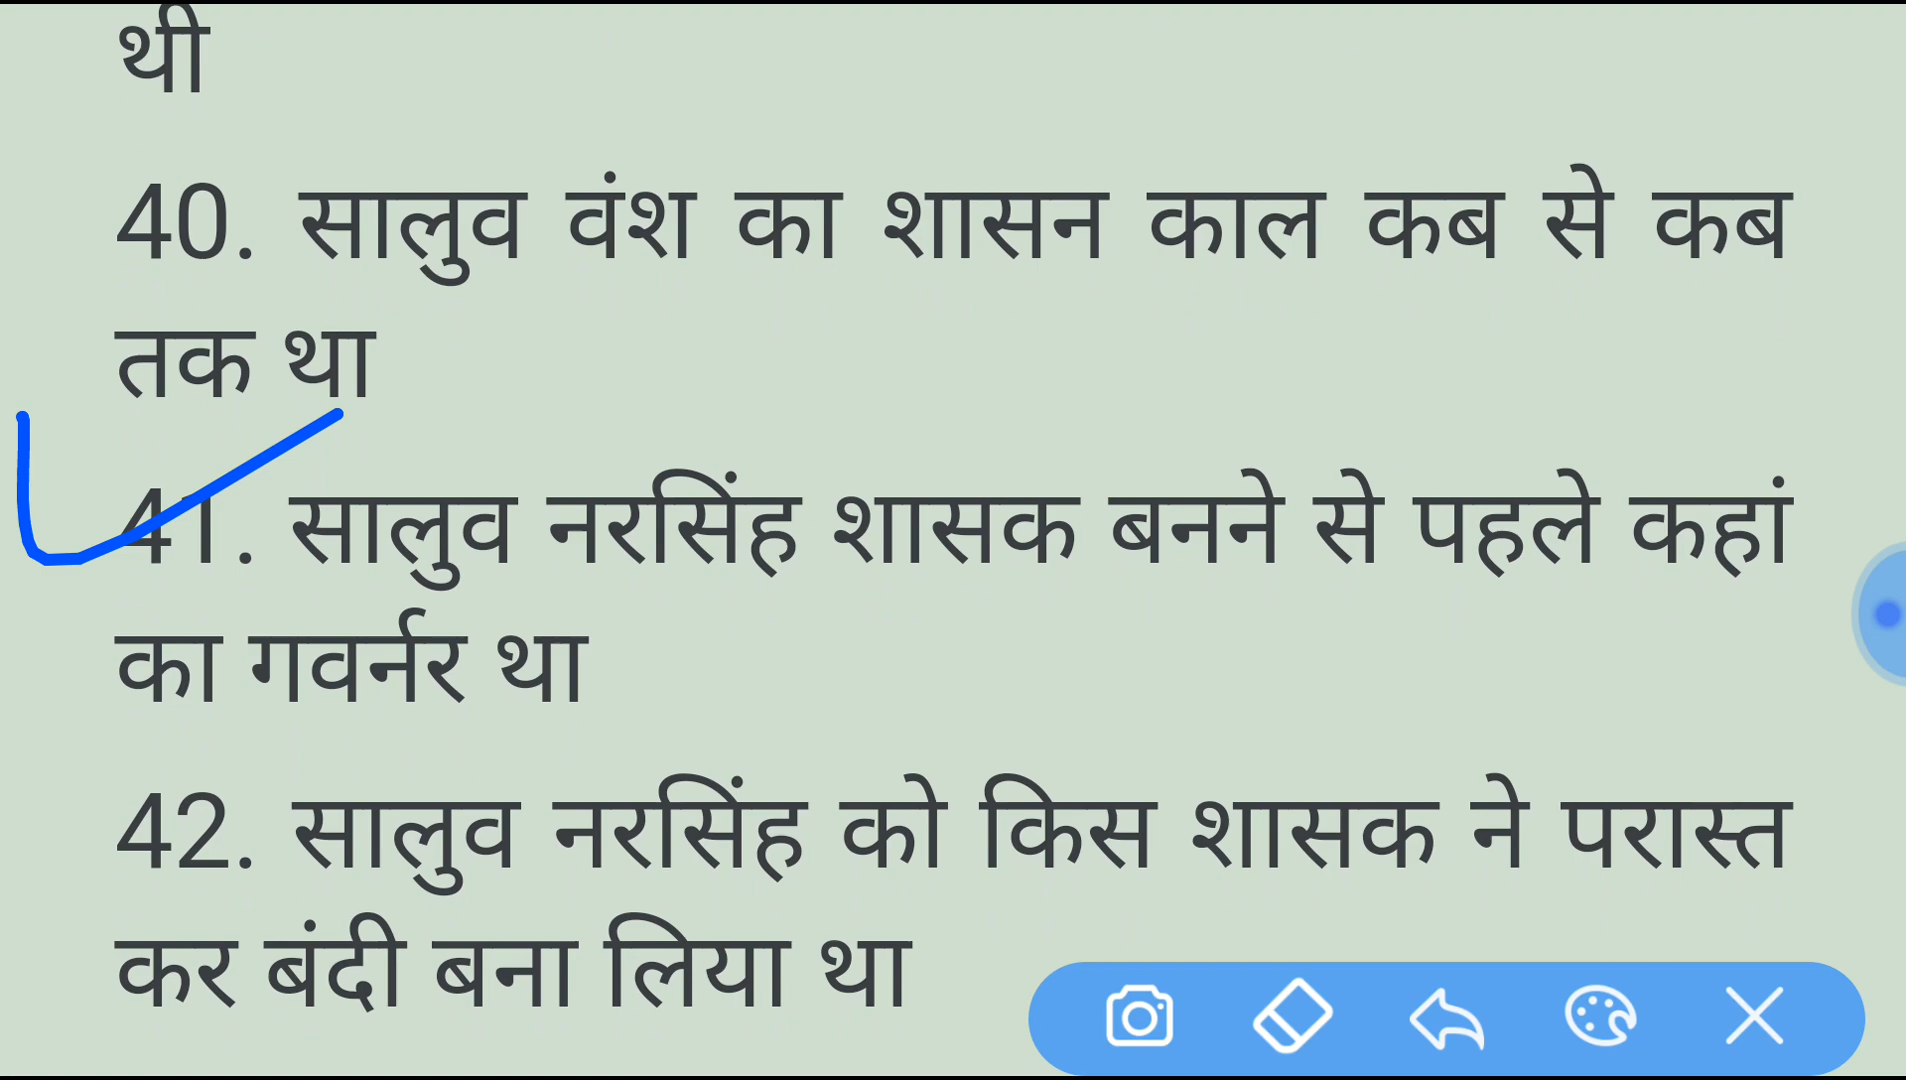 थी
40. सालुव वंश का शासन काल कब से कब
तक था
41. सालुव नरसिंह शासक बनने से पहले कहां
का गवर्नर था
42. सालुव नरसिंह को किस शासक ने परास्त
कर बंदी बना लिया था